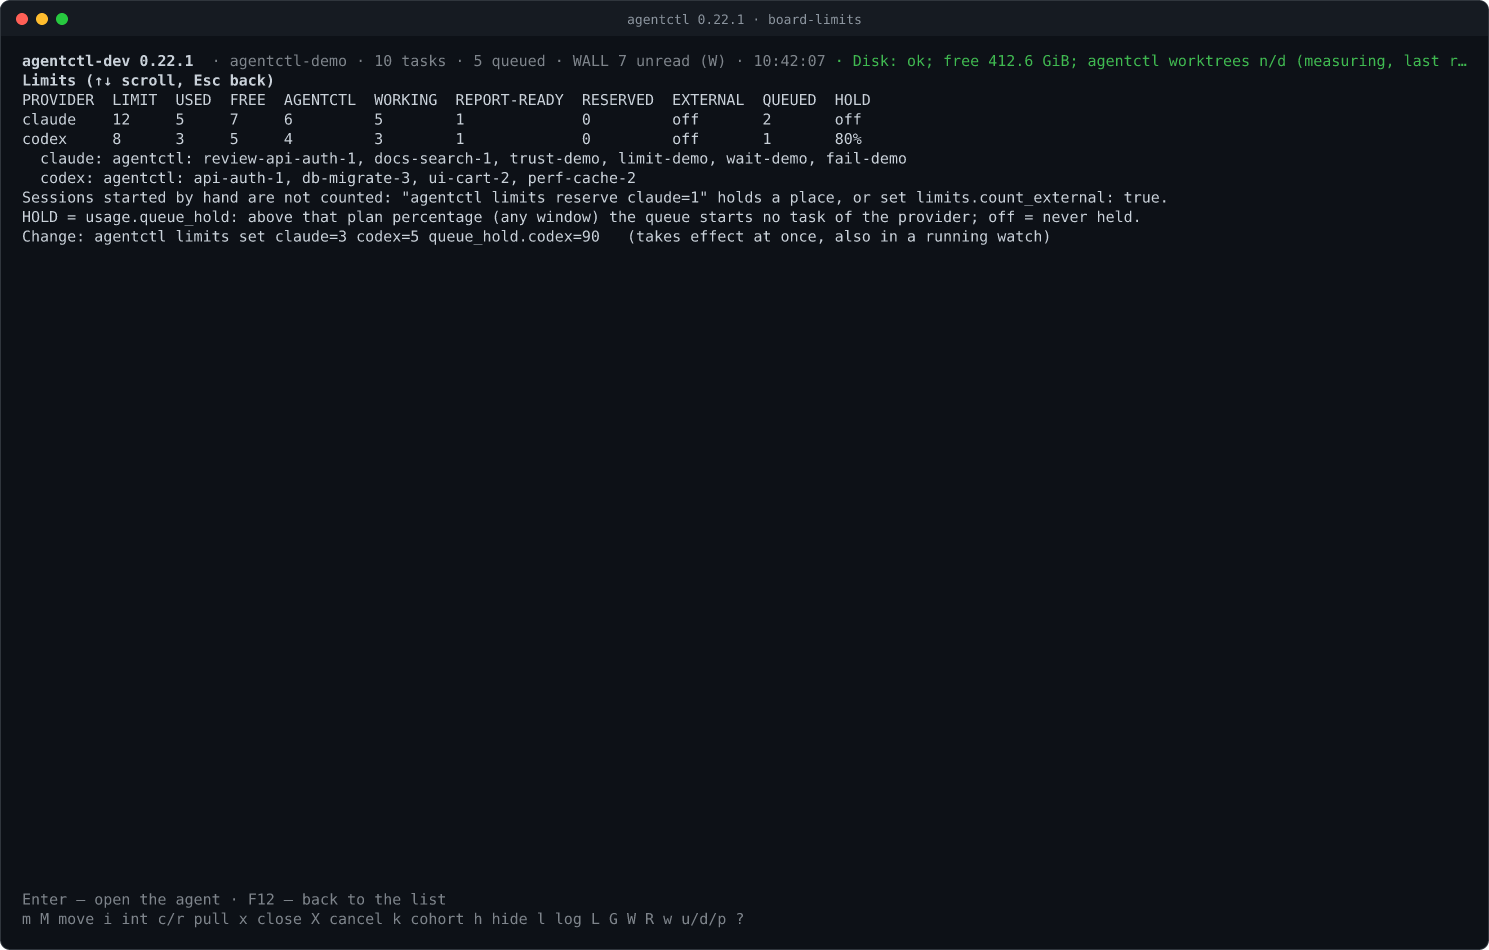 agentctl 0.22.1 · board-limits
agentctl-dev 0.22.1  · agentctl-demo · 10 tasks · 5 queued · WALL 7 unread (W) · 10:42:07 · Disk: ok; free 412.6 GiB; agentctl worktrees n/d (measuring, last r…
Limits (↑↓ scroll, Esc back)
PROVIDER  LIMIT  USED  FREE  AGENTCTL  WORKING  REPORT-READY  RESERVED  EXTERNAL  QUEUED  HOLD
claude    12     5     7     6         5        1             0         off       2       off
codex     8      3     5     4         3        1             0         off       1       80%
  claude: agentctl: review-api-auth-1, docs-search-1, trust-demo, limit-demo, wait-demo, fail-demo
  codex: agentctl: api-auth-1, db-migrate-3, ui-cart-2, perf-cache-2
Sessions started by hand are not counted: "agentctl limits reserve claude=1" holds a place, or set limits.count_external: true.
HOLD = usage.queue_hold: above that plan percentage (any window) the queue starts no task of the provider; off = never held.
Change: agentctl limits set claude=3 codex=5 queue_hold.codex=90   (takes effect at once, also in a running watch)
Enter — open the agent · F12 — back to the list
m M move i int c/r pull x close X cancel k cohort h hide l log L G W R w u/d/p ?